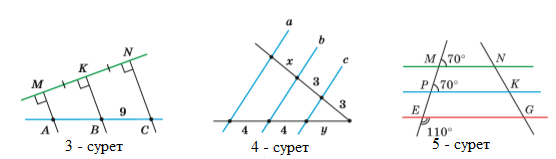 M K N
A B 9 C
3 - сурет
a b c
x 3 3
4 4 y
4 - сурет
M 70° N
P 70° K
E 110° G
5 - сурет